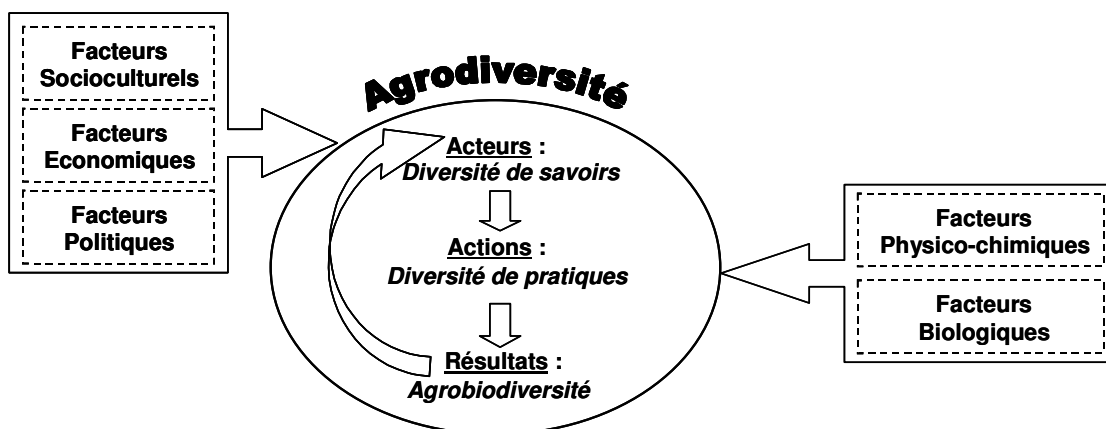 Facteurs
Socioculturels
Facteurs
Economiques
Facteurs
Politiques
Agrodiversité
Acteurs :
Diversité de savoirs
Actions :
Diversité de pratiques
Résultats :
Agrobiodiversité
Facteurs
Physico-chimiques
Facteurs
Biologiques